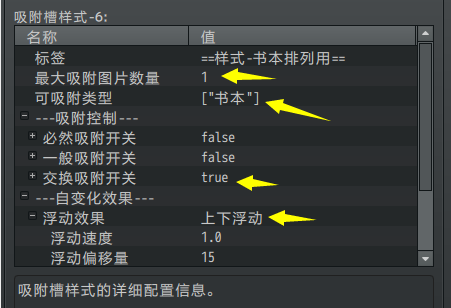 吸附槽样式-6:
名称 值
标签 ==样式-书本排列用==
最大吸附图片数量 1
可吸附类型 ["书本"]
---吸附控制---
必然吸附开关 false
一般吸附开关 false
交换吸附开关 true
---自变化效果---
浮动效果 上下浮动
浮动速度 1.0
浮动偏移量 15
吸附槽样式的详细配置信息。